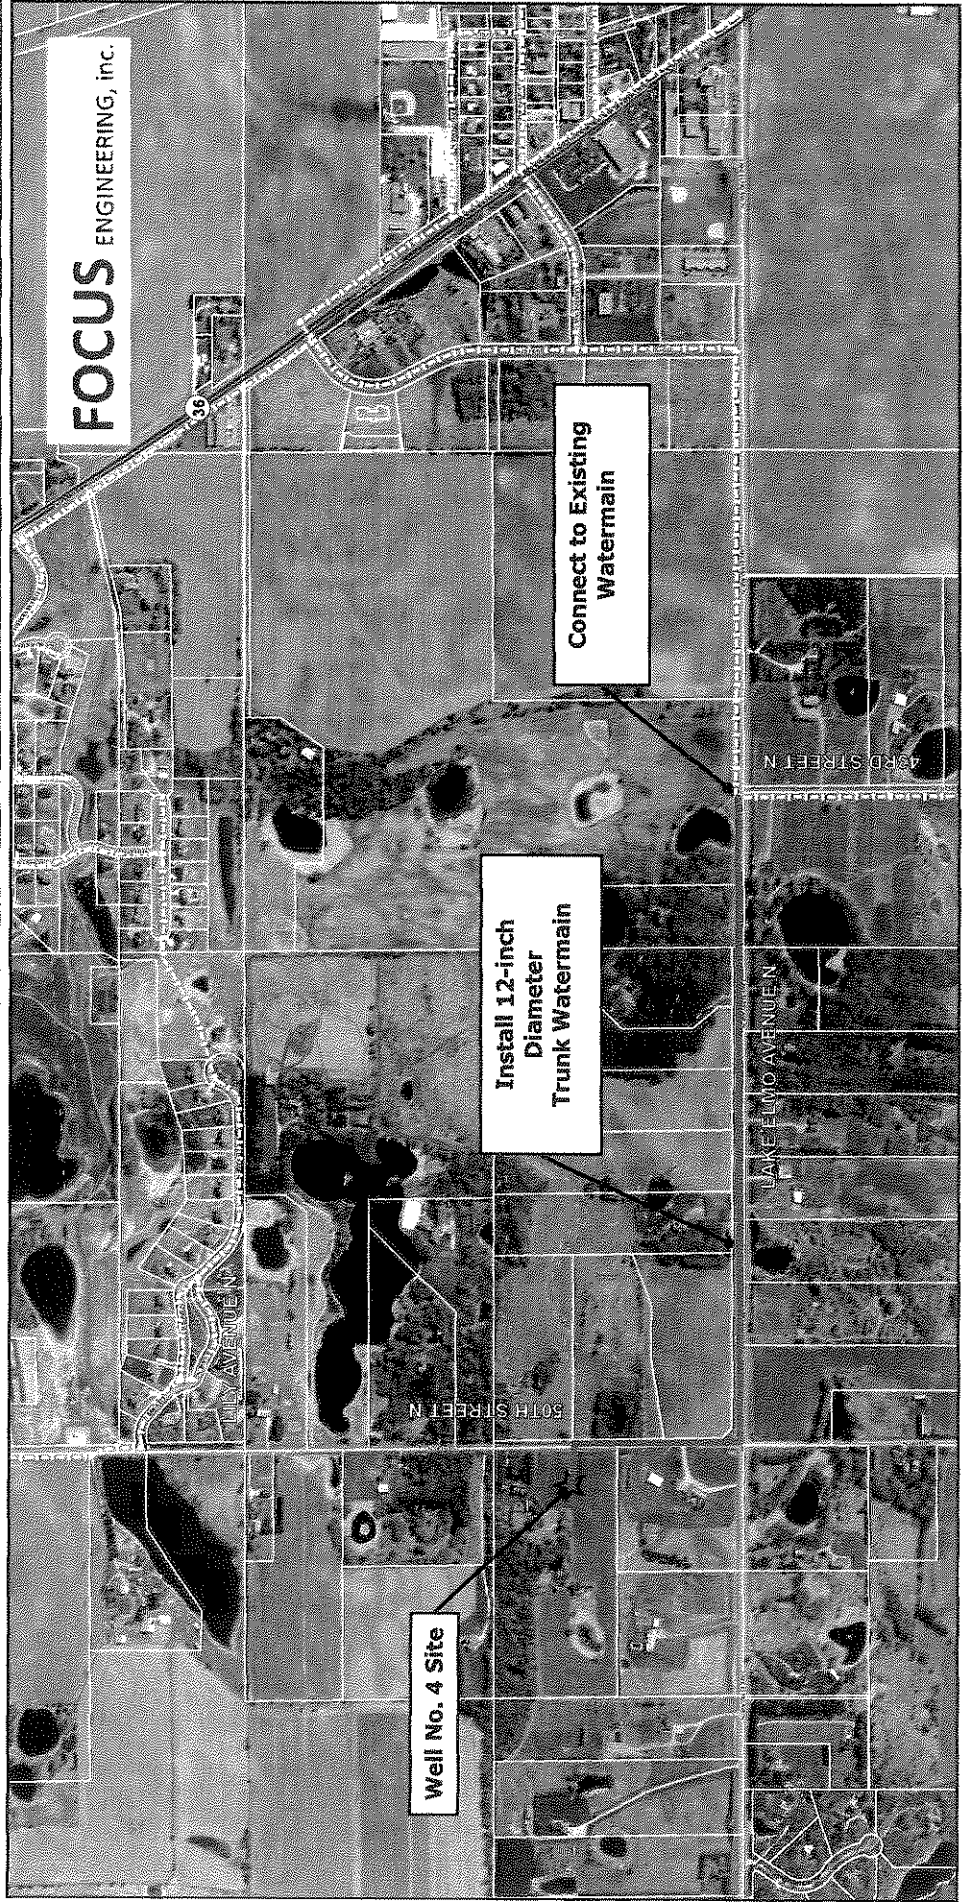 FOCUS ENGINEERING, inc.
36
Connect to Existing
Watermain
43RD STREET N
Install 12-inch
Diameter
Trunk Watermain
LAKE ELMO AVENUE N
LILY AVENUE N
50TH STREET N
Well No. 4 Site